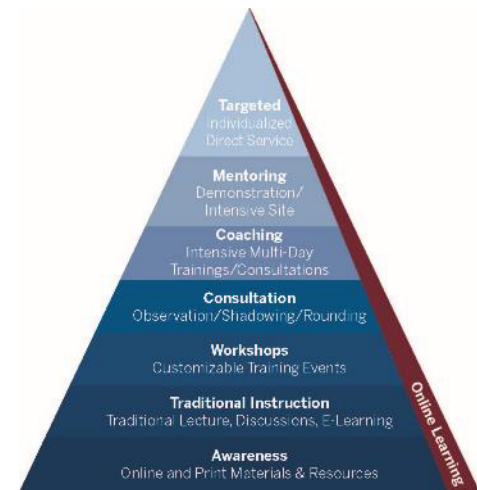 Targeted
Individualized
Direct Service
Mentoring
Demonstration/
Intensive Site
Coaching
Intensive Multi-Day
Trainings/Consultations
Consultation
Observation/Shadowing/Rounding
Workshops
Customizable Training Events
Traditional Instruction
Traditional Lecture, Discussions, E-Learning
Awareness
Online and Print Materials & Resources
Online Learning